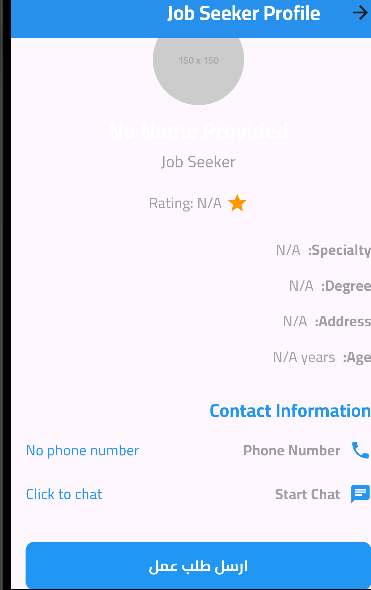 Job Seeker Profile
150 x 150
No Name Provided
Job Seeker
Rating: N/A
Specialty: N/A
Degree: N/A
Address: N/A
Age: N/A years
Contact Information
Phone Number No phone number
Start Chat Click to chat
ارسل طلب عمل